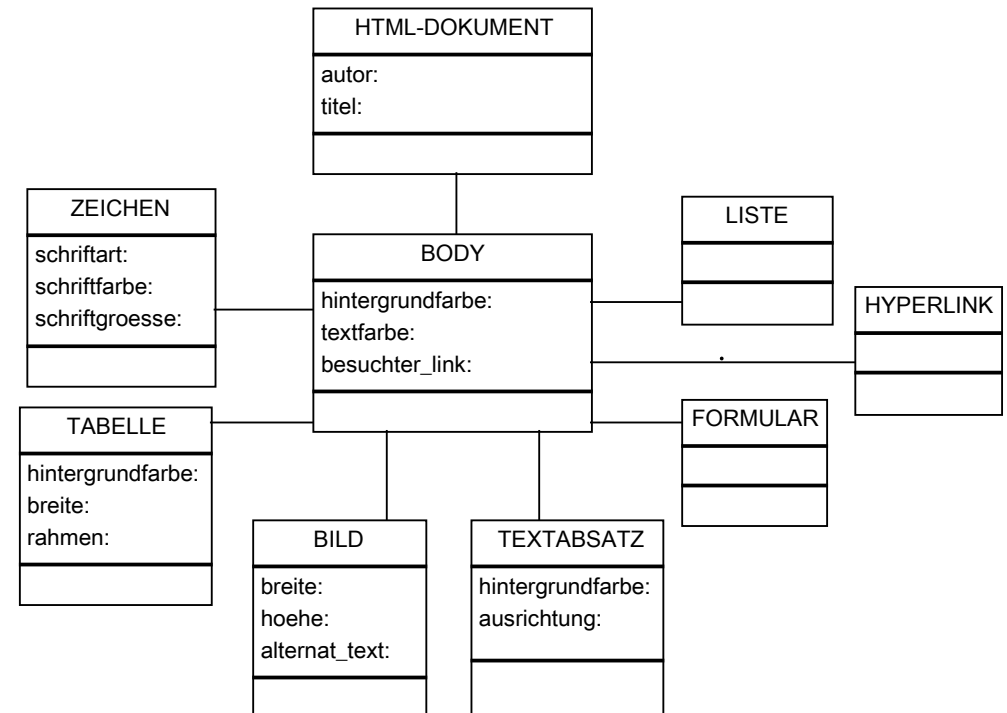 HTML-DOKUMENT
autor:
titel:
ZEICHEN
schriftart:
schriftfarbe:
schriftgroesse:
BODY
hintergrundfarbe:
textfarbe:
besuchter_link:
LISTE
HYPERLINK
TABELLE
hintergrundfarbe:
breite:
rahmen:
FORMULAR
BILD
breite:
hoehe:
alternat_text:
TEXTABSATZ
hintergrundfarbe:
ausrichtung: